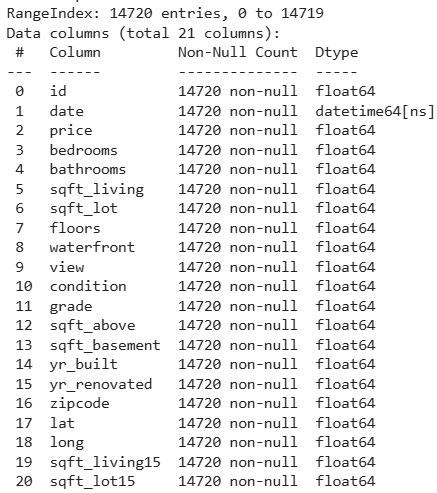 RangeIndex: 14720 entries, 0 to 14719
Data columns (total 21 columns):
 #   Column         Non-Null Count  Dtype
---  ------         --------------  -----
 0   id             14720 non-null  float64
 1   date           14720 non-null  datetime64[ns]
 2   price          14720 non-null  float64
 3   bedrooms       14720 non-null  float64
 4   bathrooms      14720 non-null  float64
 5   sqft_living    14720 non-null  float64
 6   sqft_lot       14720 non-null  float64
 7   floors         14720 non-null  float64
 8   waterfront     14720 non-null  float64
 9   view           14720 non-null  float64
 10  condition      14720 non-null  float64
 11  grade          14720 non-null  float64
 12  sqft_above     14720 non-null  float64
 13  sqft_basement  14720 non-null  float64
 14  yr_built       14720 non-null  float64
 15  yr_renovated   14720 non-null  float64
 16  zipcode        14720 non-null  float64
 17  lat            14720 non-null  float64
 18  long           14720 non-null  float64
 19  sqft_living15  14720 non-null  float64
 20  sqft_lot15     14720 non-null  float64